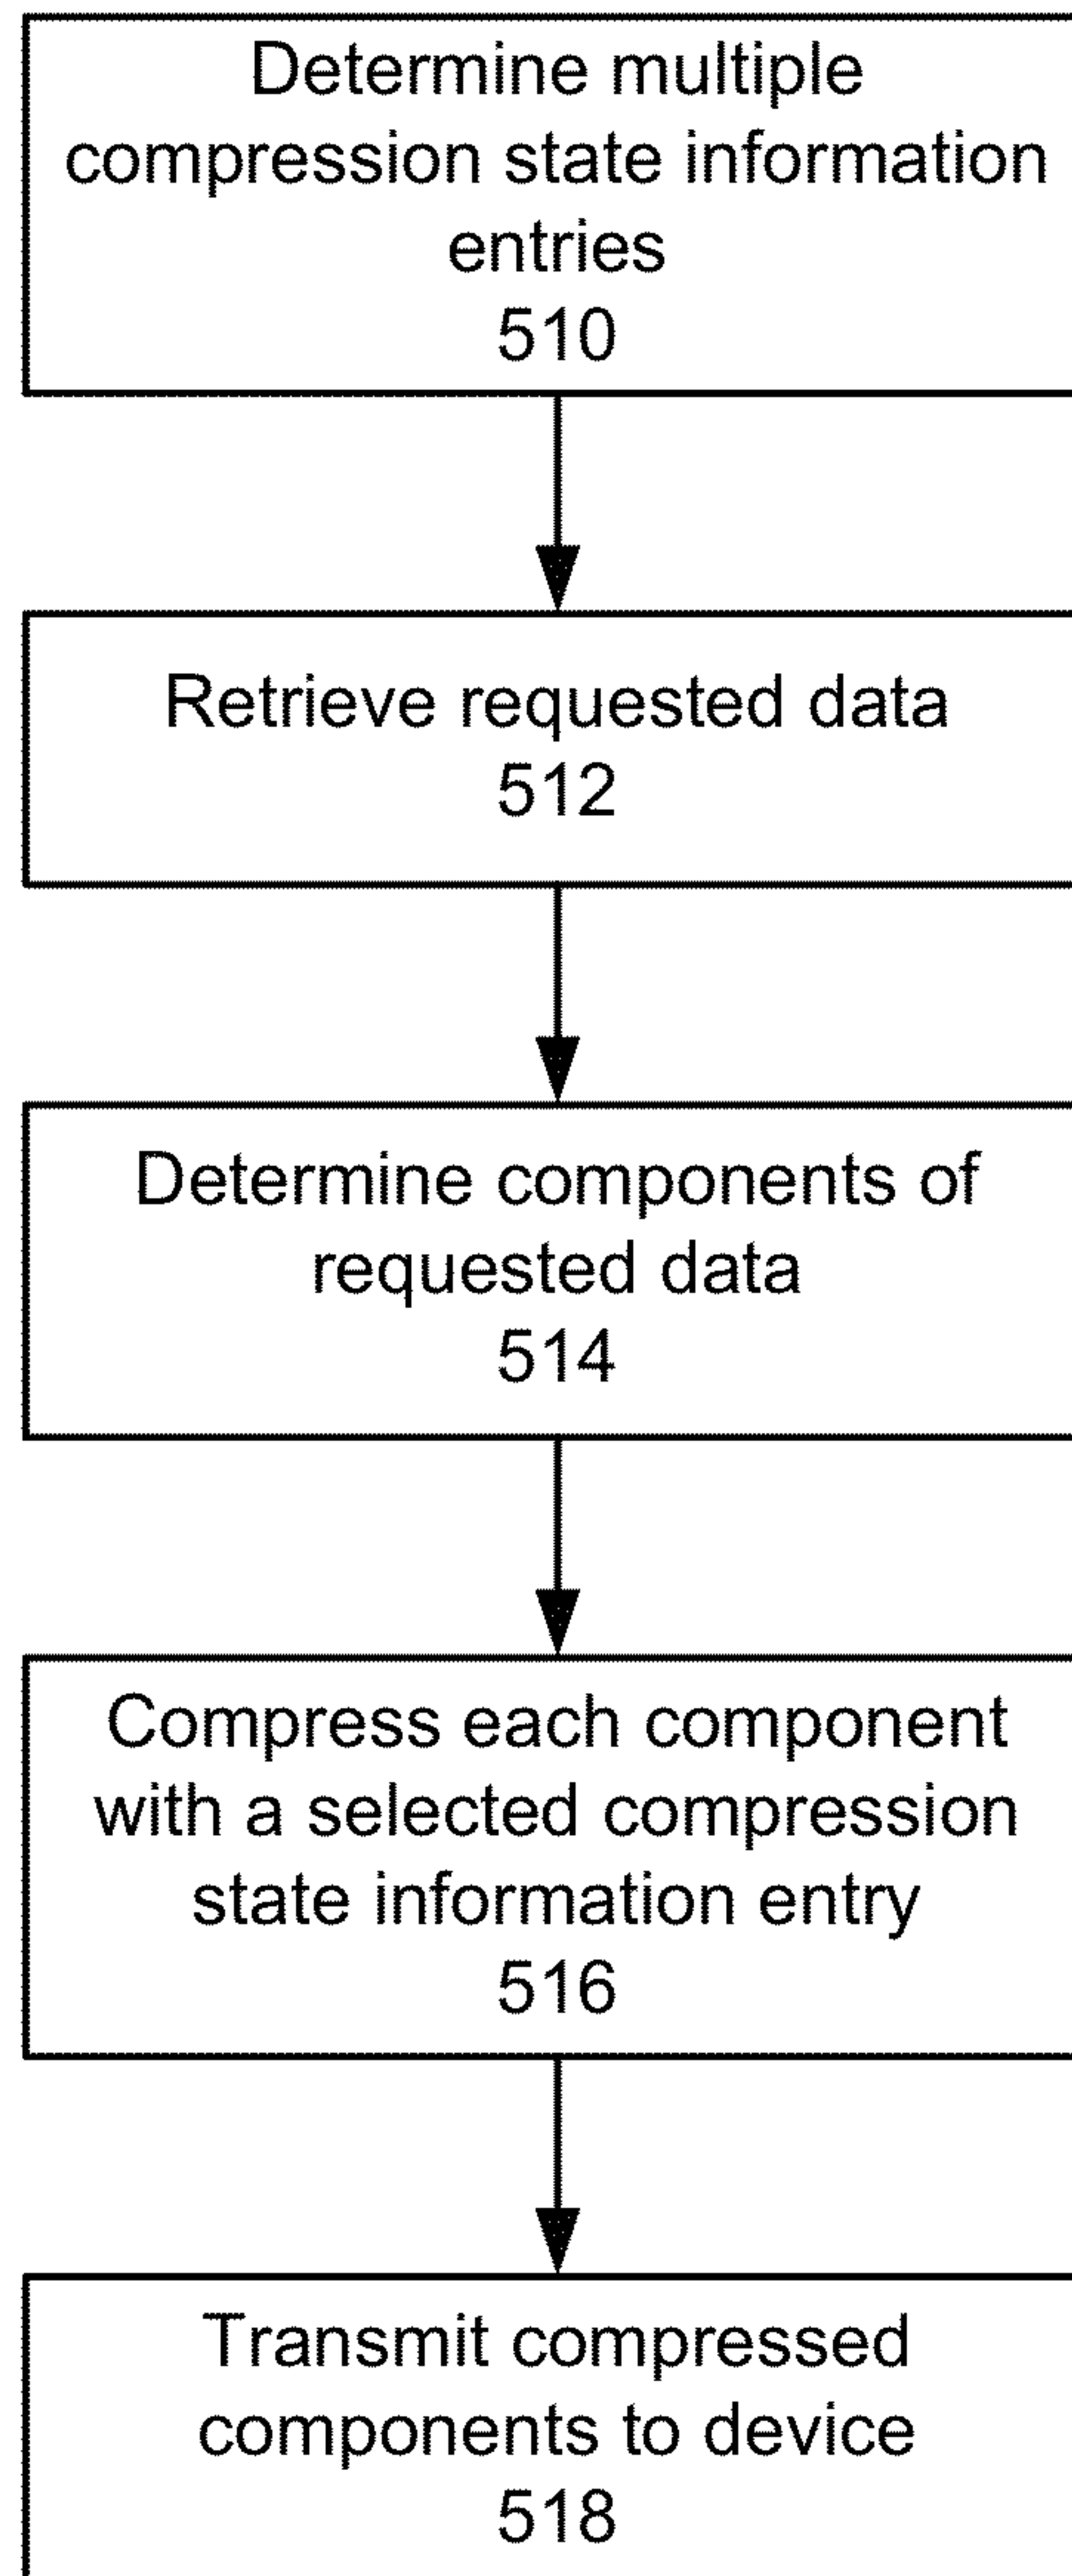 Determine multiple
compression state information
entries
510
Retrieve requested data
512
Determine components of
requested data
514
Compress each component
with a selected compression
state information entry
516
Transmit compressed
components to device
518